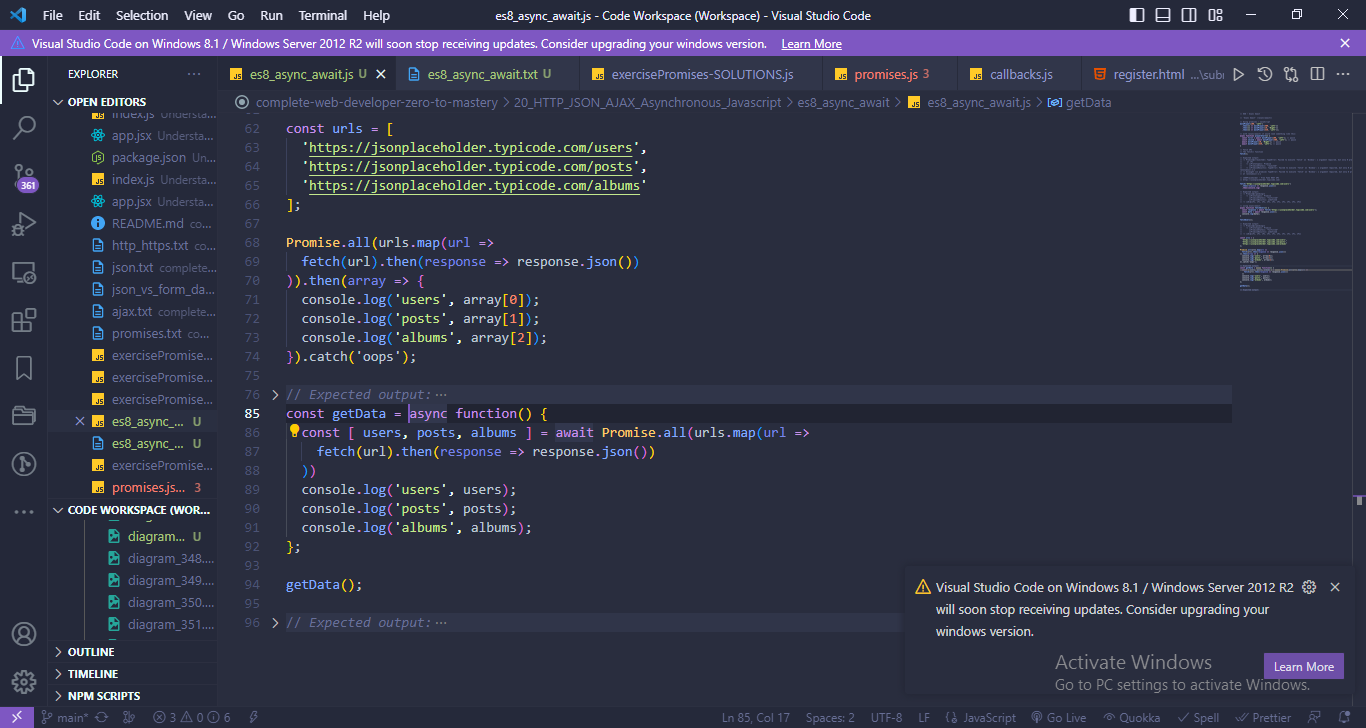 File Edit Selection View Go Run Terminal Help
es8_async_await.js - Code Workspace (Workspace) - Visual Studio Code
Visual Studio Code on Windows 8.1 / Windows Server 2012 R2 will soon stop receiving updates. Consider upgrading your windows version. Learn More
EXPLORER
es8_async_await.js U
es8_async_await.txt U
exercisePromises-SOLUTIONS.js
promises.js 3
callbacks.js
register.html ...\subi
OPEN EDITORS
index.js Understa...
app.jsx Understa...
package.json Un...
index.js Understa...
app.jsx Understa...
README.md co...
http_https.txt co...
json.txt complete...
json_vs_form_da...
ajax.txt complete...
promises.txt co...
exercisePromise...
exercisePromise...
exercisePromise...
es8_async_... U
es8_async_... U
exercisePromise...
promises.js... 3
CODE WORKSPACE (WOR...
diagram... U
diagram_348....
diagram_349....
diagram_350....
diagram_351....
OUTLINE
TIMELINE
NPM SCRIPTS
361
complete-web-developer-zero-to-mastery > 20_HTTP_JSON_AJAX_Asynchronous_Javascript > es8_async_await > es8_async_await.js > getData
62 const urls = [
63 'https://jsonplaceholder.typicode.com/users',
64 'https://jsonplaceholder.typicode.com/posts',
65 'https://jsonplaceholder.typicode.com/albums'
66 ];
67
68 Promise.all(urls.map(url =>
69 fetch(url).then(response => response.json())
70 )).then(array => {
71 console.log('users', array[0]);
72 console.log('posts', array[1]);
73 console.log('albums', array[2]);
74 }).catch('oops');
75
76 // Expected output:…
85 const getData = async function() {
86 const [ users, posts, albums ] = await Promise.all(urls.map(url =>
87 fetch(url).then(response => response.json())
88 ))
89 console.log('users', users);
90 console.log('posts', posts);
91 console.log('albums', albums);
92 };
93
94 getData();
95
96 // Expected output:…
Visual Studio Code on Windows 8.1 / Windows Server 2012 R2
will soon stop receiving updates. Consider upgrading your
windows version.
Learn More
Activate Windows
Go to PC settings to activate Windows.
main* 3 0 6
Ln 85, Col 17 Spaces: 2 UTF-8 LF JavaScript Go Live Quokka Spell Prettier